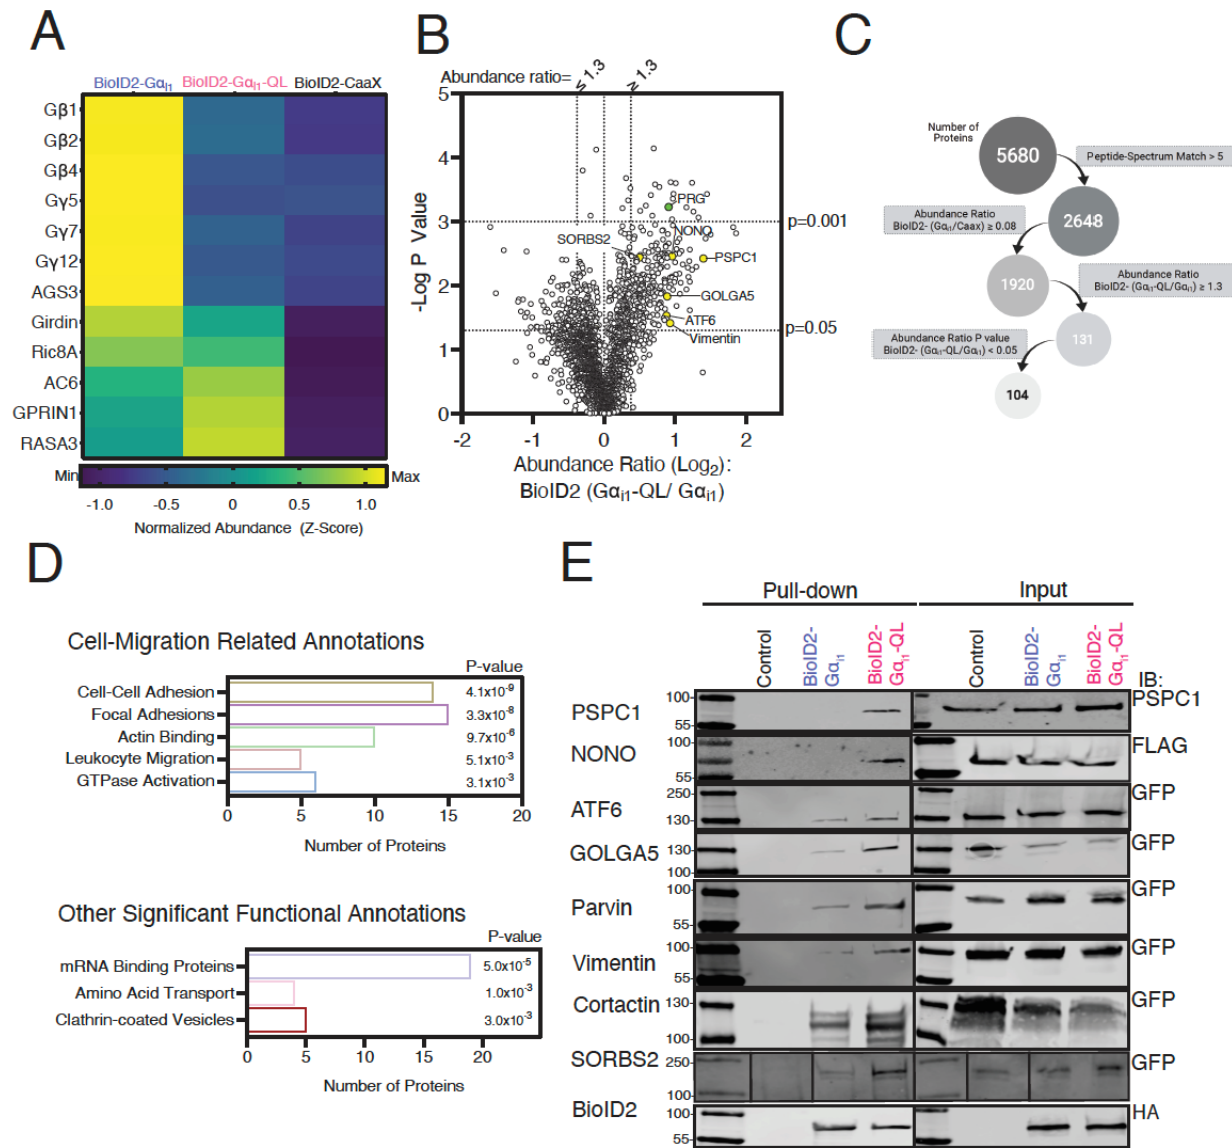 A
BioID2-Gαi1 BioID2-Gαi1-QL BioID2-CaaX
Gβ1
Gβ2
Gβ4
Gγ5
Gγ7
Gγ12
AGS3
Girdin
Ric8A
AC6
GPRIN1
RASA3
Min Max
-1.0 -0.5 0 0.5 1.0
Normalized Abundance (Z-Score)
B
Abundance ratio= ≤ 1.3 ≥ 1.3
-Log P Value
5
4
3
2
1
0
-2 -1 0 1 2
PRG
p=0.001
NONO
SORBS2
PSPC1
GOLGA5
ATF6
p=0.05
Vimentin
Abundance Ratio (Log2):
BioID2 (Gαi1-QL/ Gαi1)
C
Number of
Proteins
5680
Peptide-Spectrum Match > 5
2648
Abundance Ratio
BioID2- (Gαi1/Caax) ≥ 0.08
1920
Abundance Ratio
BioID2- (Gαi1-QL/Gαi1) ≥ 1.3
131
Abundance Ratio P value
BioID2- (Gαi1-QL/Gαi1) < 0.05
104
D
Cell-Migration Related Annotations
P-value
Cell-Cell Adhesion 4.1x10-9
Focal Adhesions 3.3x10-8
Actin Binding 9.7x10-6
Leukocyte Migration 5.1x10-3
GTPase Activation 3.1x10-3
0 5 10 15 20
Number of Proteins
Other Significant Functional Annotations
P-value
mRNA Binding Proteins 5.0x10-5
Amino Acid Transport 1.0x10-3
Clathrin-coated Vesicles 3.0x10-3
0 5 10 15 20
Number of Proteins
E
Pull-down Input
Control BioID2-Gαi1 BioID2-Gαi1-QL Control BioID2-Gαi1 BioID2-Gαi1-QL IB:
PSPC1 100 55 PSPC1
NONO 100 55 FLAG
ATF6 250 130 GFP
GOLGA5 130 100 GFP
Parvin 100 55 GFP
Vimentin 100 55 GFP
Cortactin 130 100 GFP
SORBS2 250 100 GFP
BioID2 100 55 HA